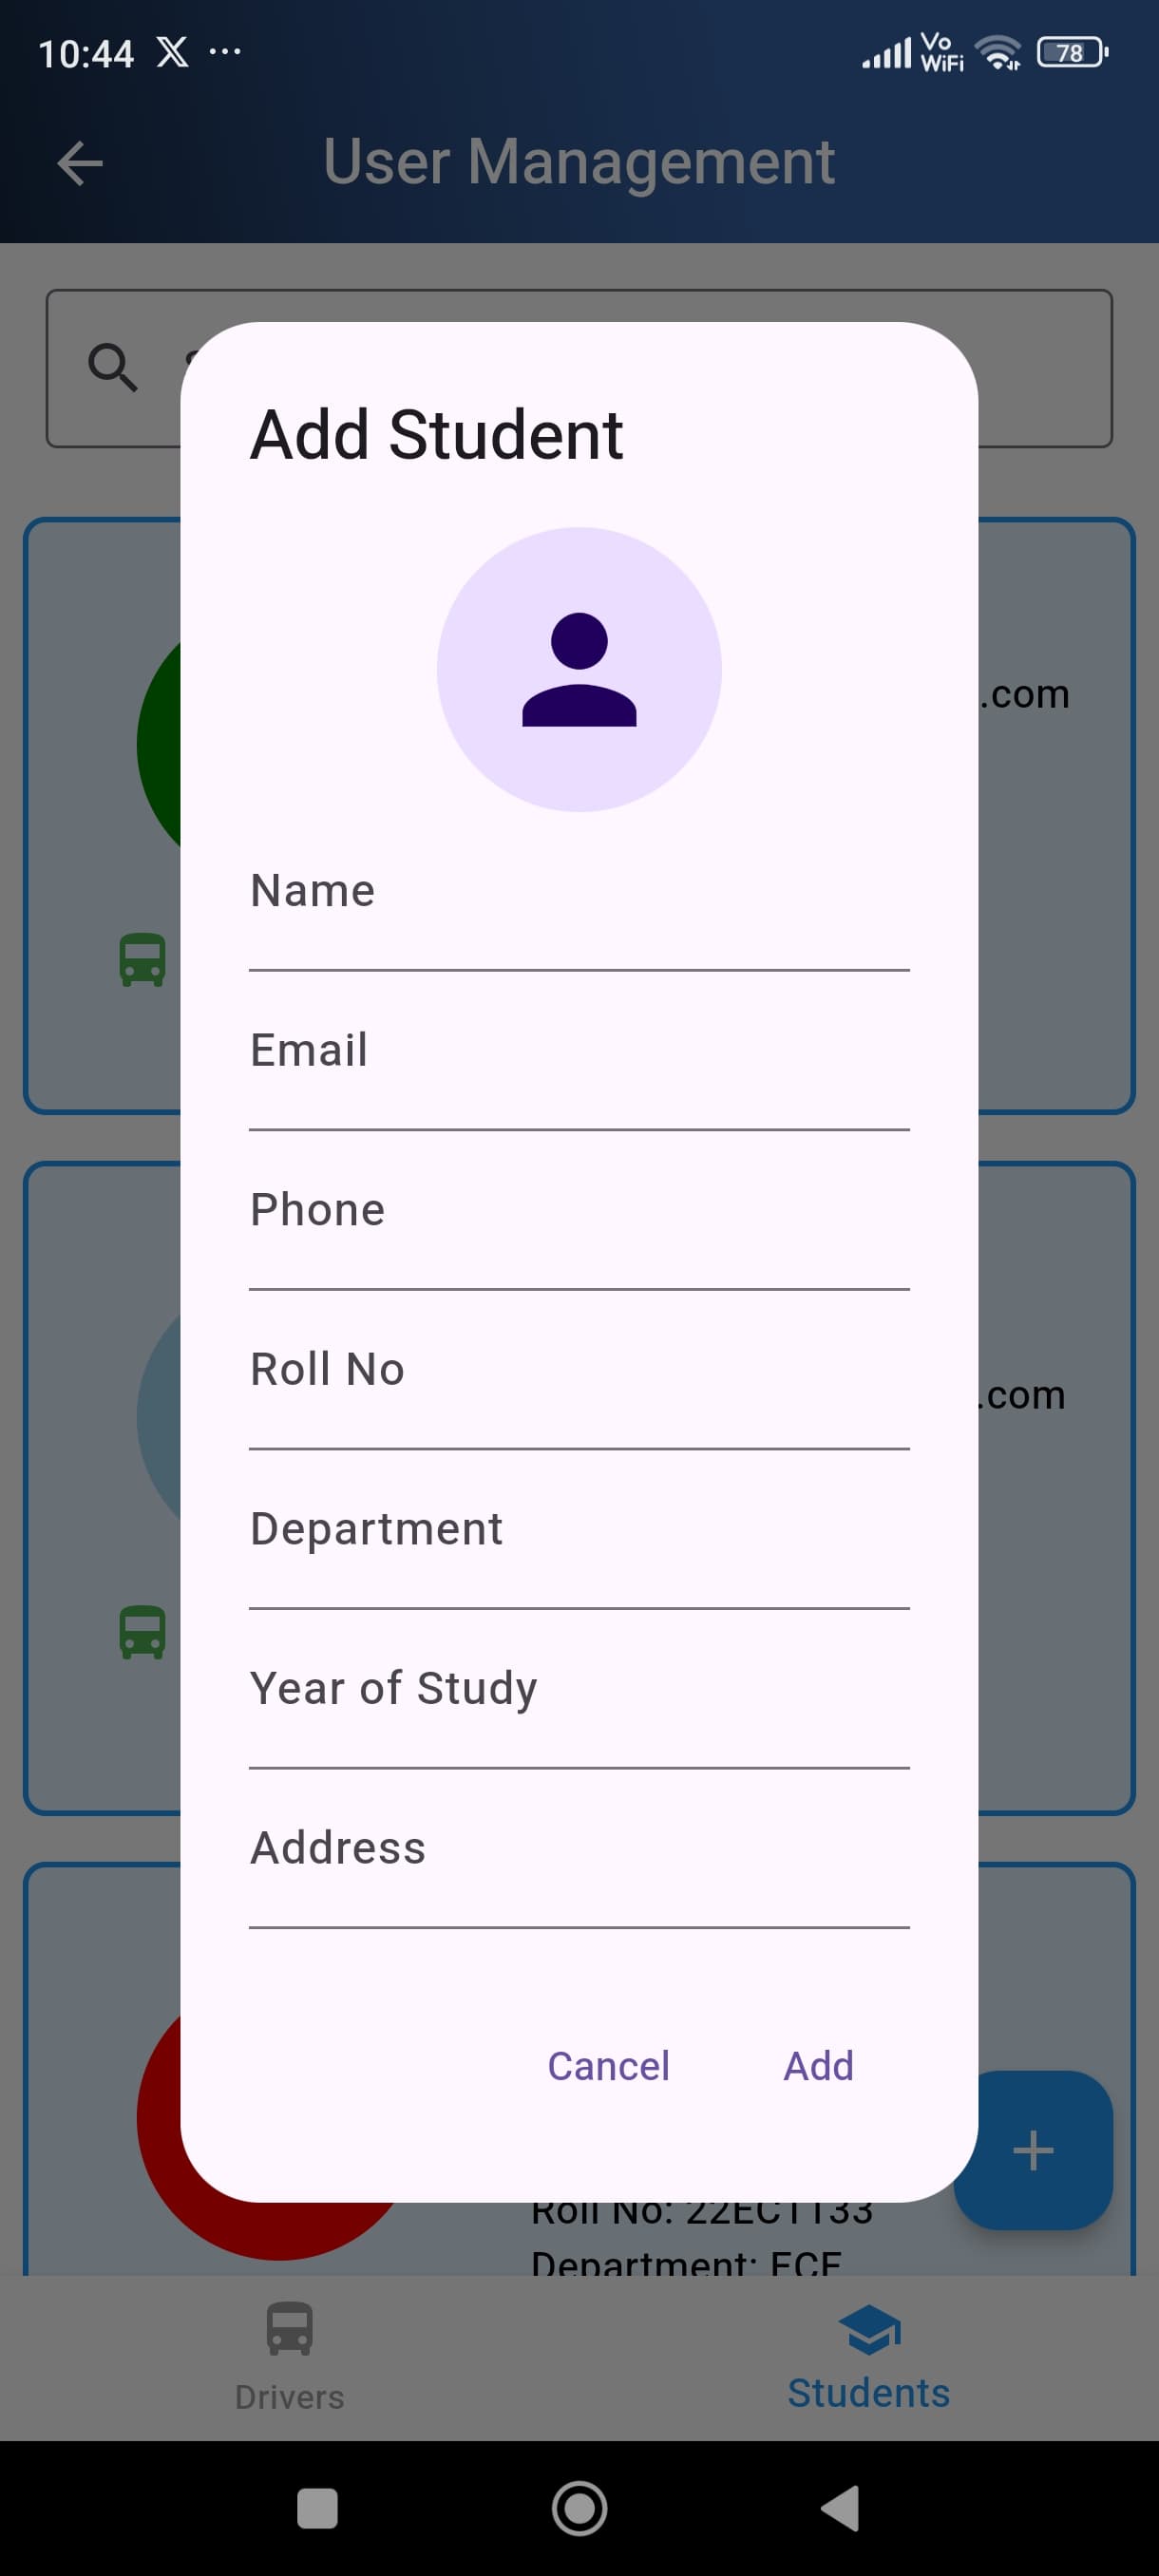 10:44
Vo
WiFi
78
User Management
Add Student
.com
Name
Email
Phone
Roll No
.com
Department
Year of Study
Address
Cancel
Add
Roll No: 22EC1133
Department: ECE
Drivers
Students